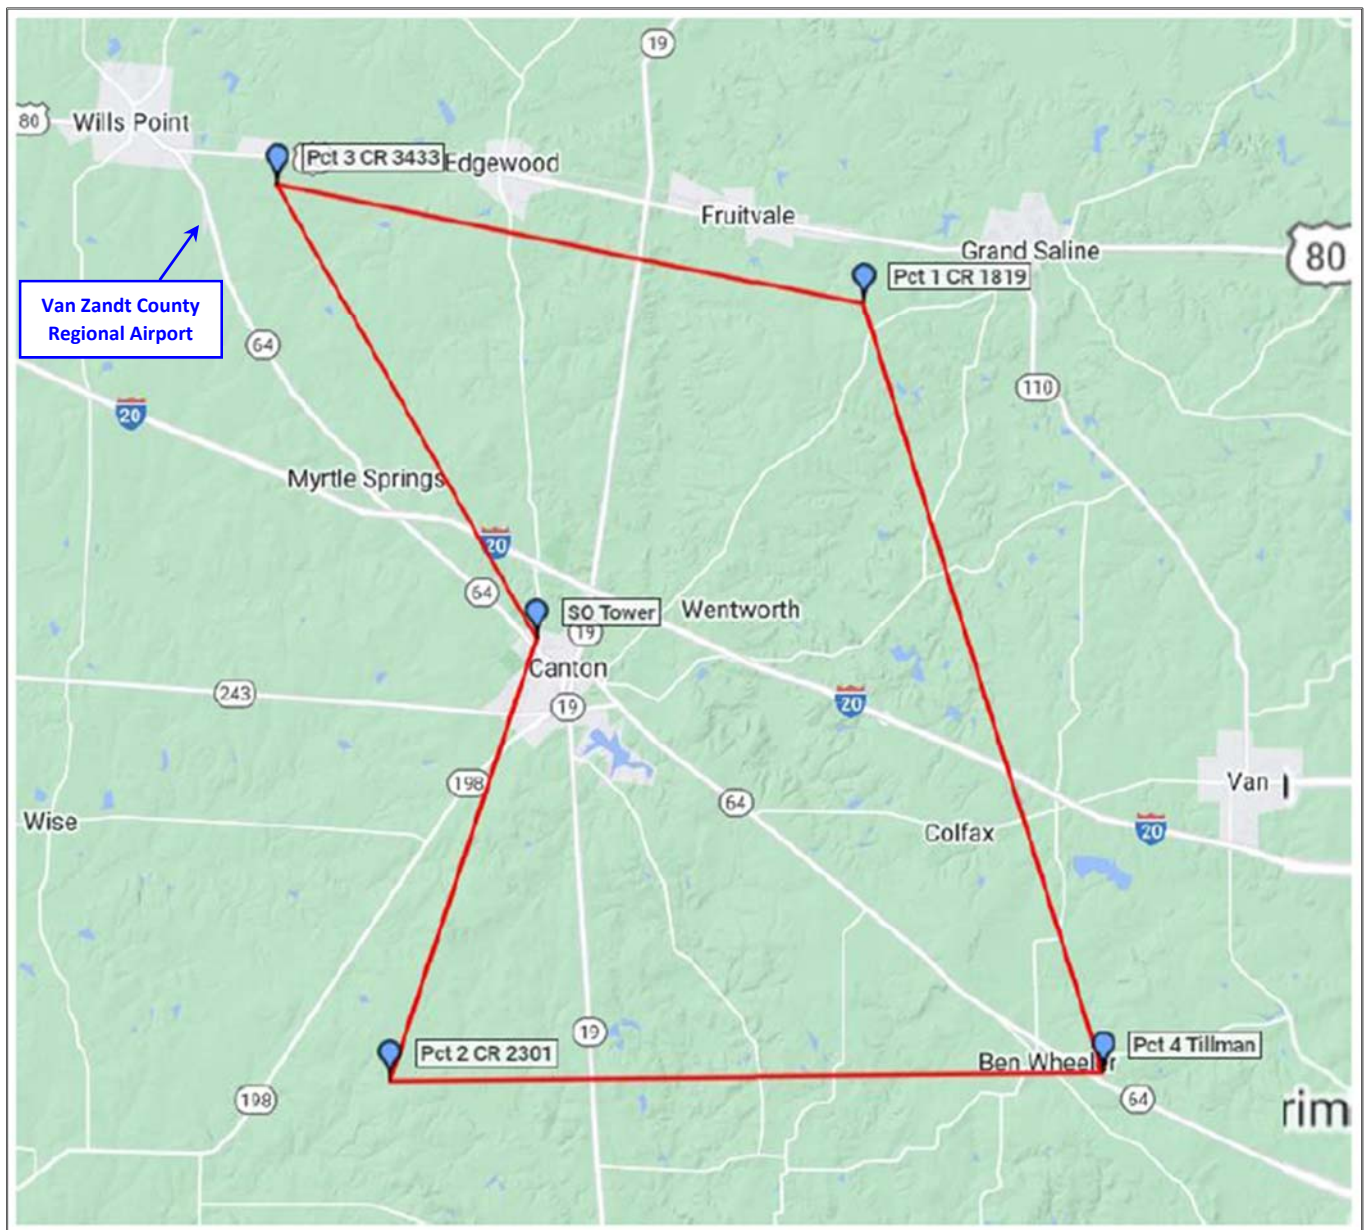 19
80
Wills Point
Pct 3 CR 3433
Edgewood
Fruitvale
Grand Saline
80
Pct 1 CR 1819
Van Zandt County
Regional Airport
64
110
20
Myrtle Springs
20
64
SO Tower
Wentworth
19
Canton
243
19
20
198
Van
64
Wise
Colfax
20
19
Pct 2 CR 2301
Pct 4 Tillman
Ben Wheeler
198
64
rim